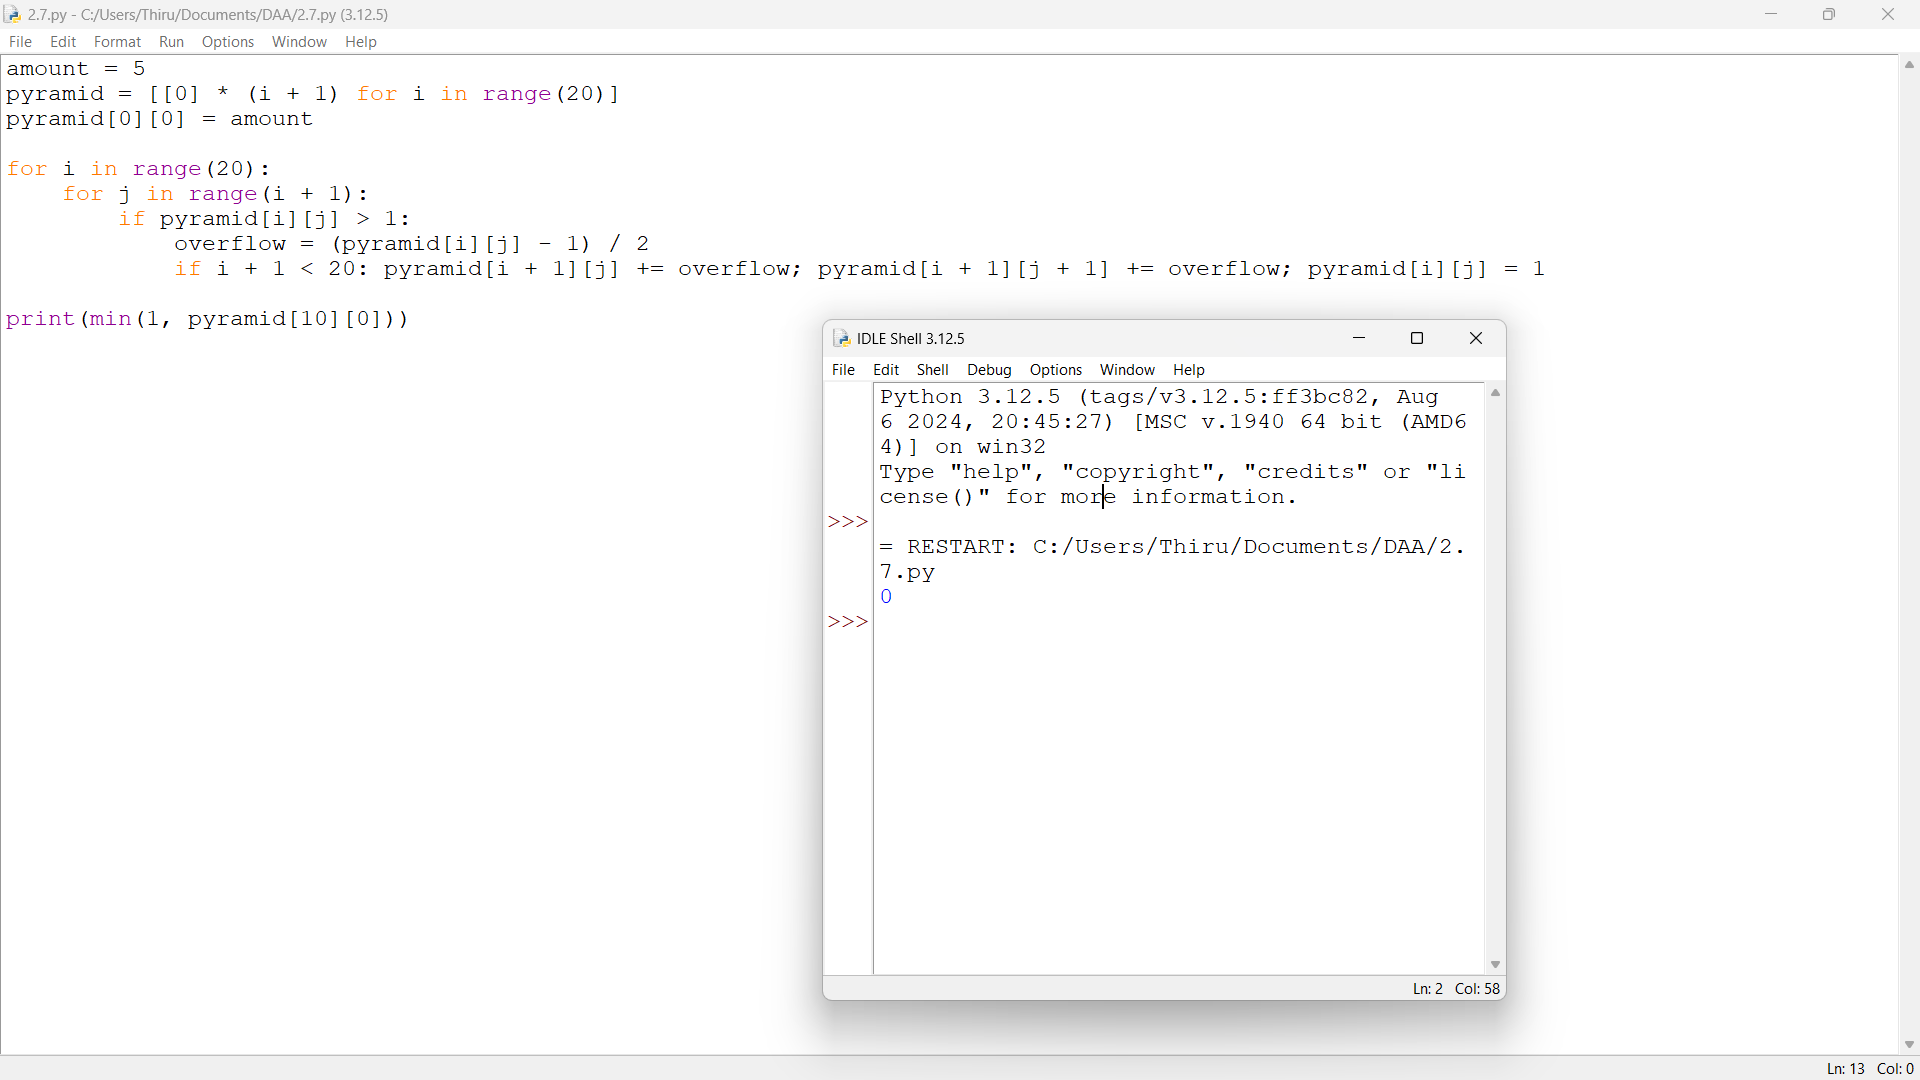 2.7.py - C:/Users/Thiru/Documents/DAA/2.7.py (3.12.5)
File Edit Format Run Options Window Help
amount = 5
pyramid = [[0] * (i + 1) for i in range(20)]
pyramid[0][0] = amount
for i in range(20):
    for j in range(i + 1):
        if pyramid[i][j] > 1:
            overflow = (pyramid[i][j] - 1) / 2
            if i + 1 < 20: pyramid[i + 1][j] += overflow; pyramid[i + 1][j + 1] += overflow; pyramid[i][j] = 1
print(min(1, pyramid[10][0]))
IDLE Shell 3.12.5
File Edit Shell Debug Options Window Help
Python 3.12.5 (tags/v3.12.5:ff3bc82, Aug
6 2024, 20:45:27) [MSC v.1940 64 bit (AMD6
4)] on win32
Type "help", "copyright", "credits" or "li
cense()" for more information.
>>>
= RESTART: C:/Users/Thiru/Documents/DAA/2.
7.py
0
>>>
Ln: 2 Col: 58
Ln: 13 Col: 0